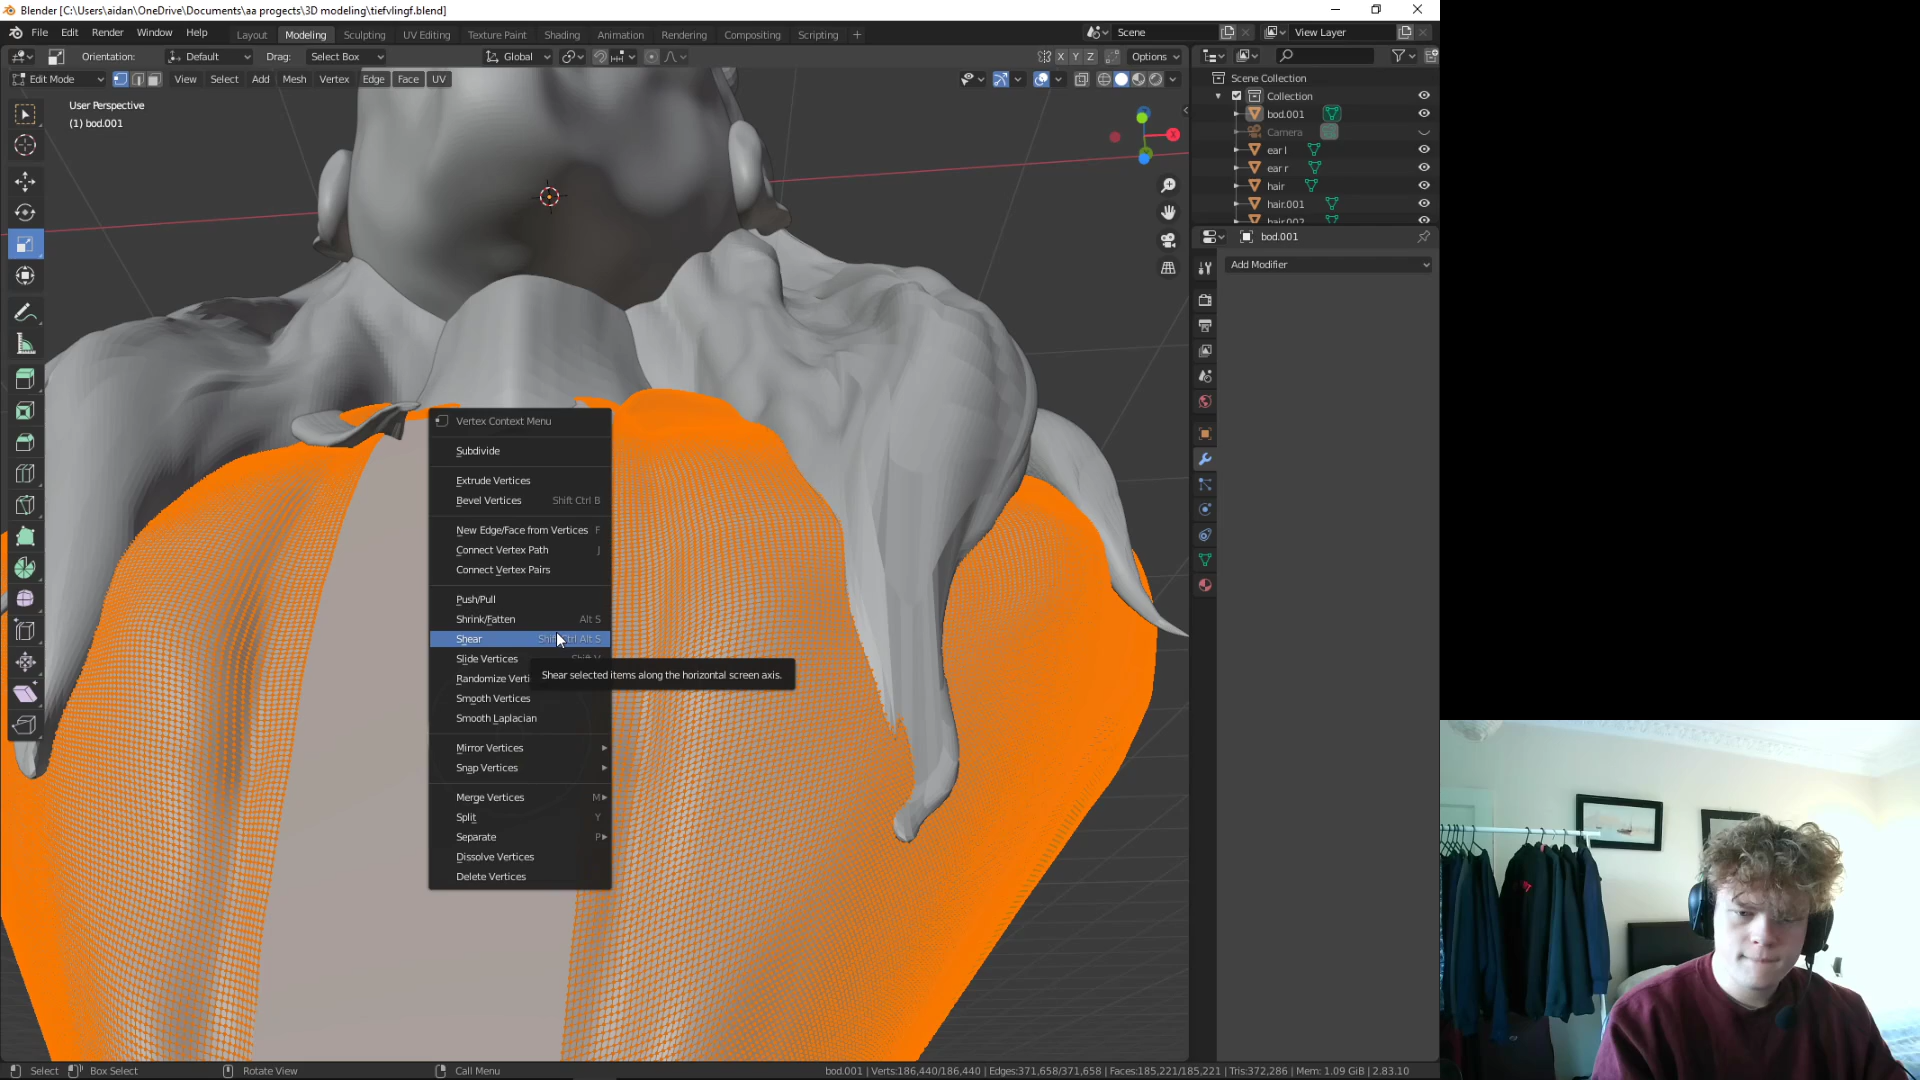 Blender [C:\Users\aidan\OneDrive\Documents\aa progects\3D modeling\tiefvlingf.blend]
File Edit Render Window Help Layout Modeling Sculpting UV Editing Texture Paint Shading Animation Rendering Compositing Scripting + Scene View Layer
Orientation: Default Drag: Select Box Global X Y Z Options
Edit Mode View Select Add Mesh Vertex Edge Face UV
User Perspective
(1) bod.001
X
Scene Collection
Collection
bod.001
Camera
ear l
ear r
hair
hair.001
hair.002
bod.001
Add Modifier
Vertex Context Menu
Subdivide
Extrude Vertices
Bevel Vertices Shift Ctrl B
New Edge/Face from Vertices F
Connect Vertex Path J
Connect Vertex Pairs
Push/Pull
Shrink/Fatten Alt S
Shear Shift Ctrl Alt S
Slide Vertices Shift V
Randomize Verti
Shear selected items along the horizontal screen axis.
Smooth Vertices
Smooth Laplacian
Mirror Vertices
Snap Vertices
Merge Vertices M
Split Y
Separate P
Dissolve Vertices
Delete Vertices
Select Box Select Rotate View Call Menu bod.001 | Verts:186,440/186,440 | Edges:371,658/371,658 | Faces:185,221/185,221 | Tris:372,286 | Mem: 1.09 GiB | 2.83.10